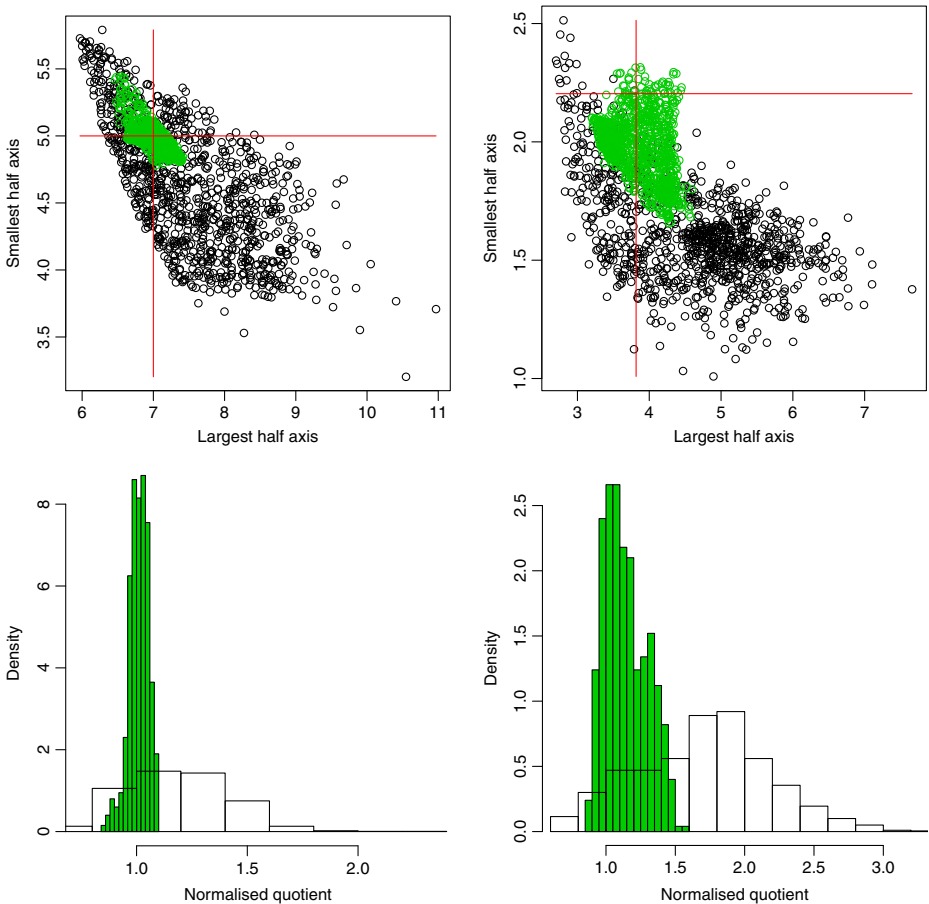 5.5
5.0
4.5
4.0
3.5
Smallest half axis
6 7 8 9 10 11
Largest half axis
2.5
2.0
1.5
1.0
Smallest half axis
3 4 5 6 7
Largest half axis
8
6
4
2
0
Density
1.0 1.5 2.0
Normalised quotient
2.5
2.0
1.5
1.0
0.5
0.0
Density
1.0 1.5 2.0 2.5 3.0
Normalised quotient